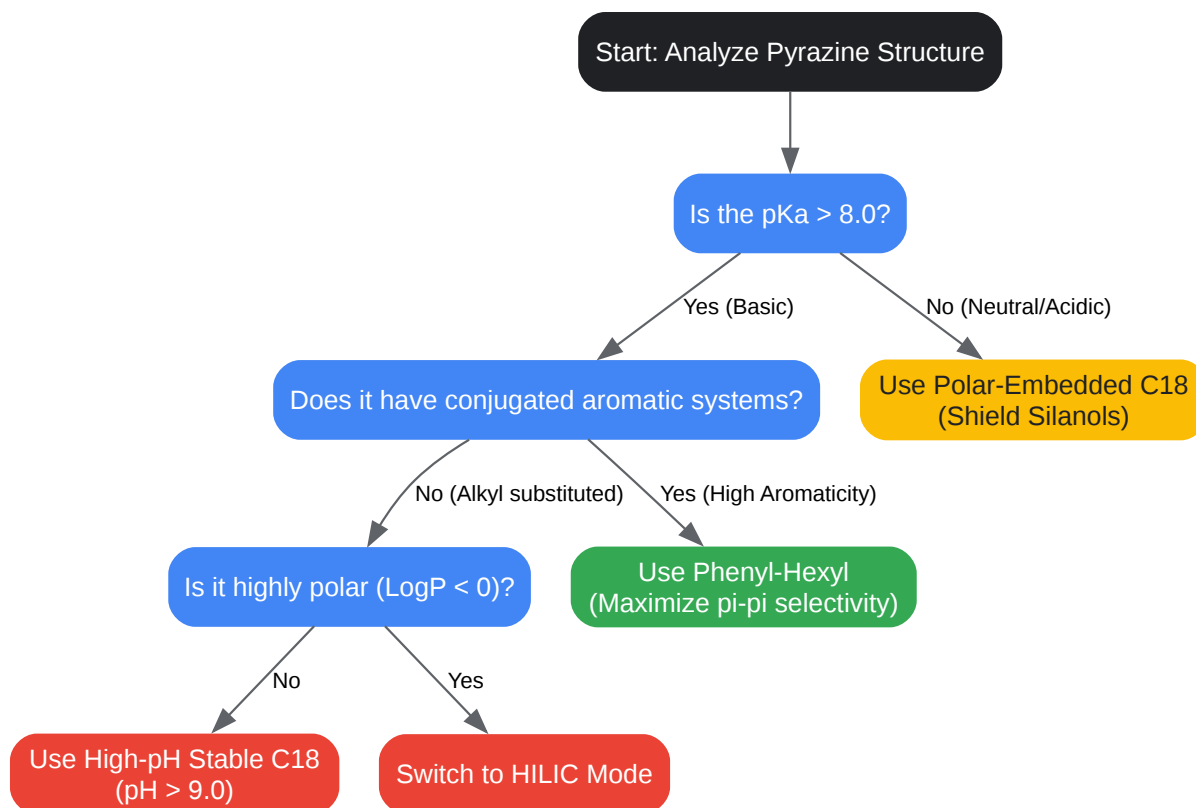 Start: Analyze Pyrazine Structure
Is the pKa > 8.0?
Yes (Basic)
No (Neutral/Acidic)
Does it have conjugated aromatic systems?
Use Polar-Embedded C18
(Shield Silanols)
No (Alkyl substituted)
Yes (High Aromaticity)
Is it highly polar (LogP < 0)?
Use Phenyl-Hexyl
(Maximize pi-pi selectivity)
No
Yes
Use High-pH Stable C18
(pH > 9.0)
Switch to HILIC Mode